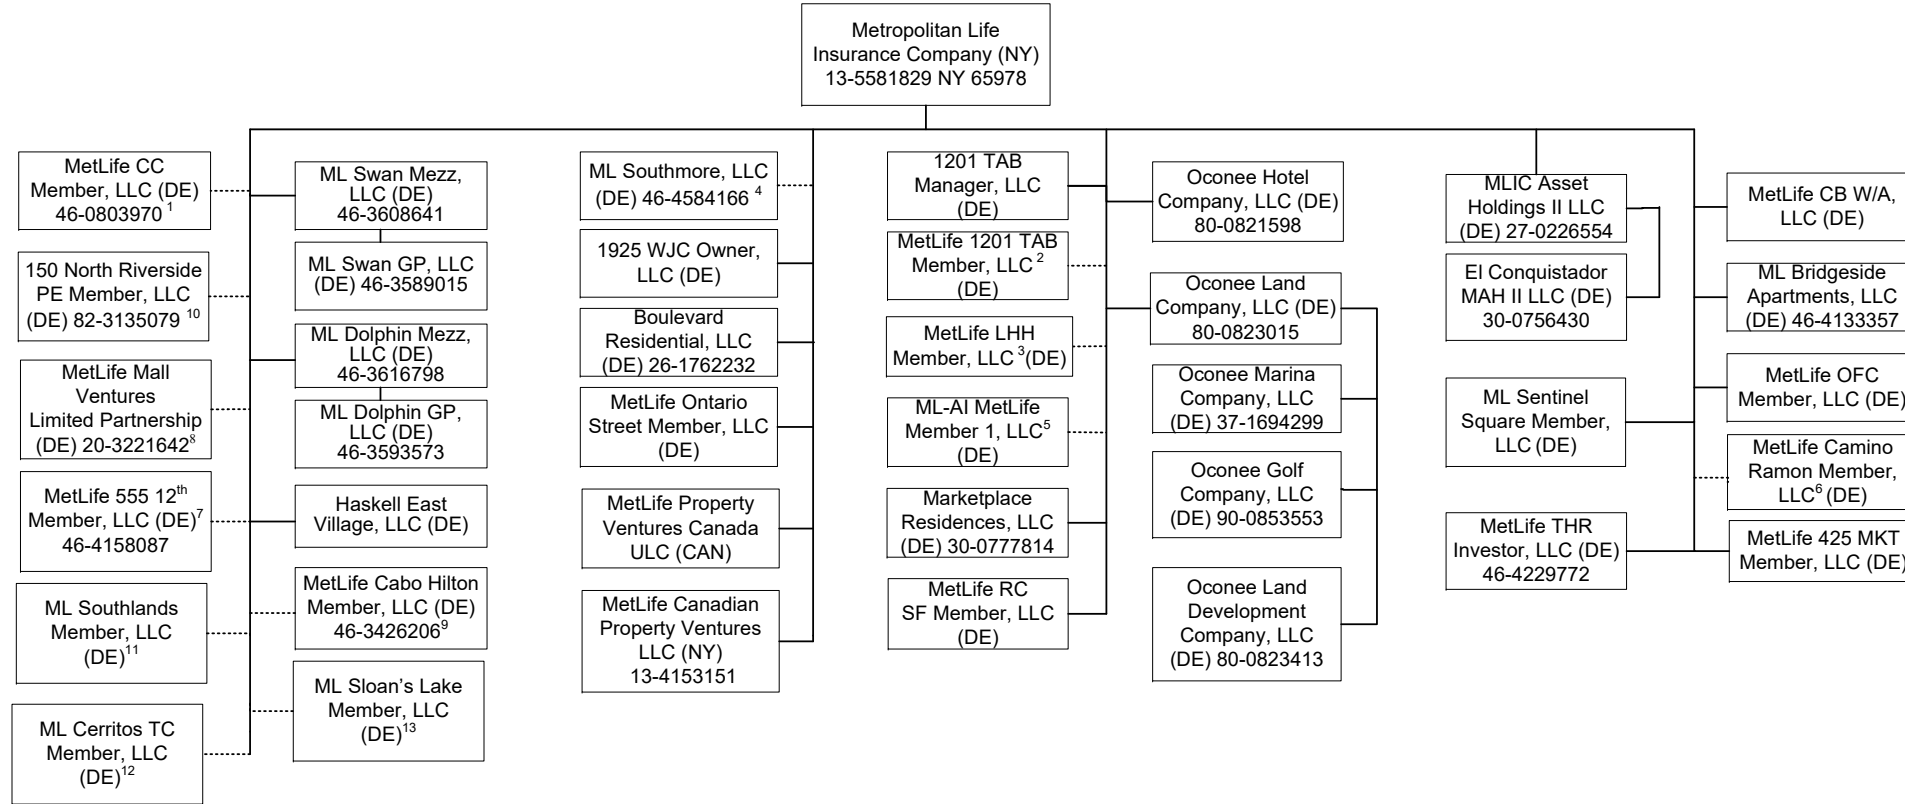 Metropolitan Life
Insurance Company (NY)
13-5581829 NY 65978
MetLife CC
Member, LLC (DE)
46-0803970 1
150 North Riverside
PE Member, LLC
(DE) 82-3135079 10
MetLife Mall
Ventures
Limited Partnership
(DE) 20-3221642 8
MetLife 555 12th
Member, LLC (DE) 7
46-4158087
ML Southlands
Member, LLC
(DE) 11
ML Cerritos TC
Member, LLC
(DE) 12
ML Swan Mezz,
LLC (DE)
46-3608641
ML Swan GP, LLC
(DE) 46-3589015
ML Dolphin Mezz,
LLC (DE)
46-3616798
ML Dolphin GP,
LLC (DE)
46-3593573
Haskell East
Village, LLC (DE)
MetLife Cabo Hilton
Member, LLC (DE)
46-3426206 9
ML Sloan’s Lake
Member, LLC
(DE) 13
ML Southmore, LLC
(DE) 46-4584166 4
1925 WJC Owner,
LLC (DE)
Boulevard
Residential, LLC
(DE) 26-1762232
MetLife Ontario
Street Member, LLC
(DE)
MetLife Property
Ventures Canada
ULC (CAN)
MetLife Canadian
Property Ventures
LLC (NY)
13-4153151
1201 TAB
Manager, LLC
(DE)
MetLife 1201 TAB
Member, LLC 2
(DE)
MetLife LHH
Member, LLC 3 (DE)
ML-AI MetLife
Member 1, LLC 5
(DE)
Marketplace
Residences, LLC
(DE) 30-0777814
MetLife RC
SF Member, LLC
(DE)
Oconee Hotel
Company, LLC (DE)
80-0821598
Oconee Land
Company, LLC (DE)
80-0823015
Oconee Marina
Company, LLC
(DE) 37-1694299
Oconee Golf
Company, LLC
(DE) 90-0853553
Oconee Land
Development
Company, LLC
(DE) 80-0823413
MLIC Asset
Holdings II LLC
(DE) 27-0226554
El Conquistador
MAH II LLC (DE)
30-0756430
ML Sentinel
Square Member,
LLC (DE)
MetLife THR
Investor, LLC (DE)
46-4229772
MetLife CB W/A,
LLC (DE)
ML Bridgeside
Apartments, LLC
(DE) 46-4133357
MetLife OFC
Member, LLC (DE)
MetLife Camino
Ramon Member,
LLC 6 (DE)
MetLife 425 MKT
Member, LLC (DE)